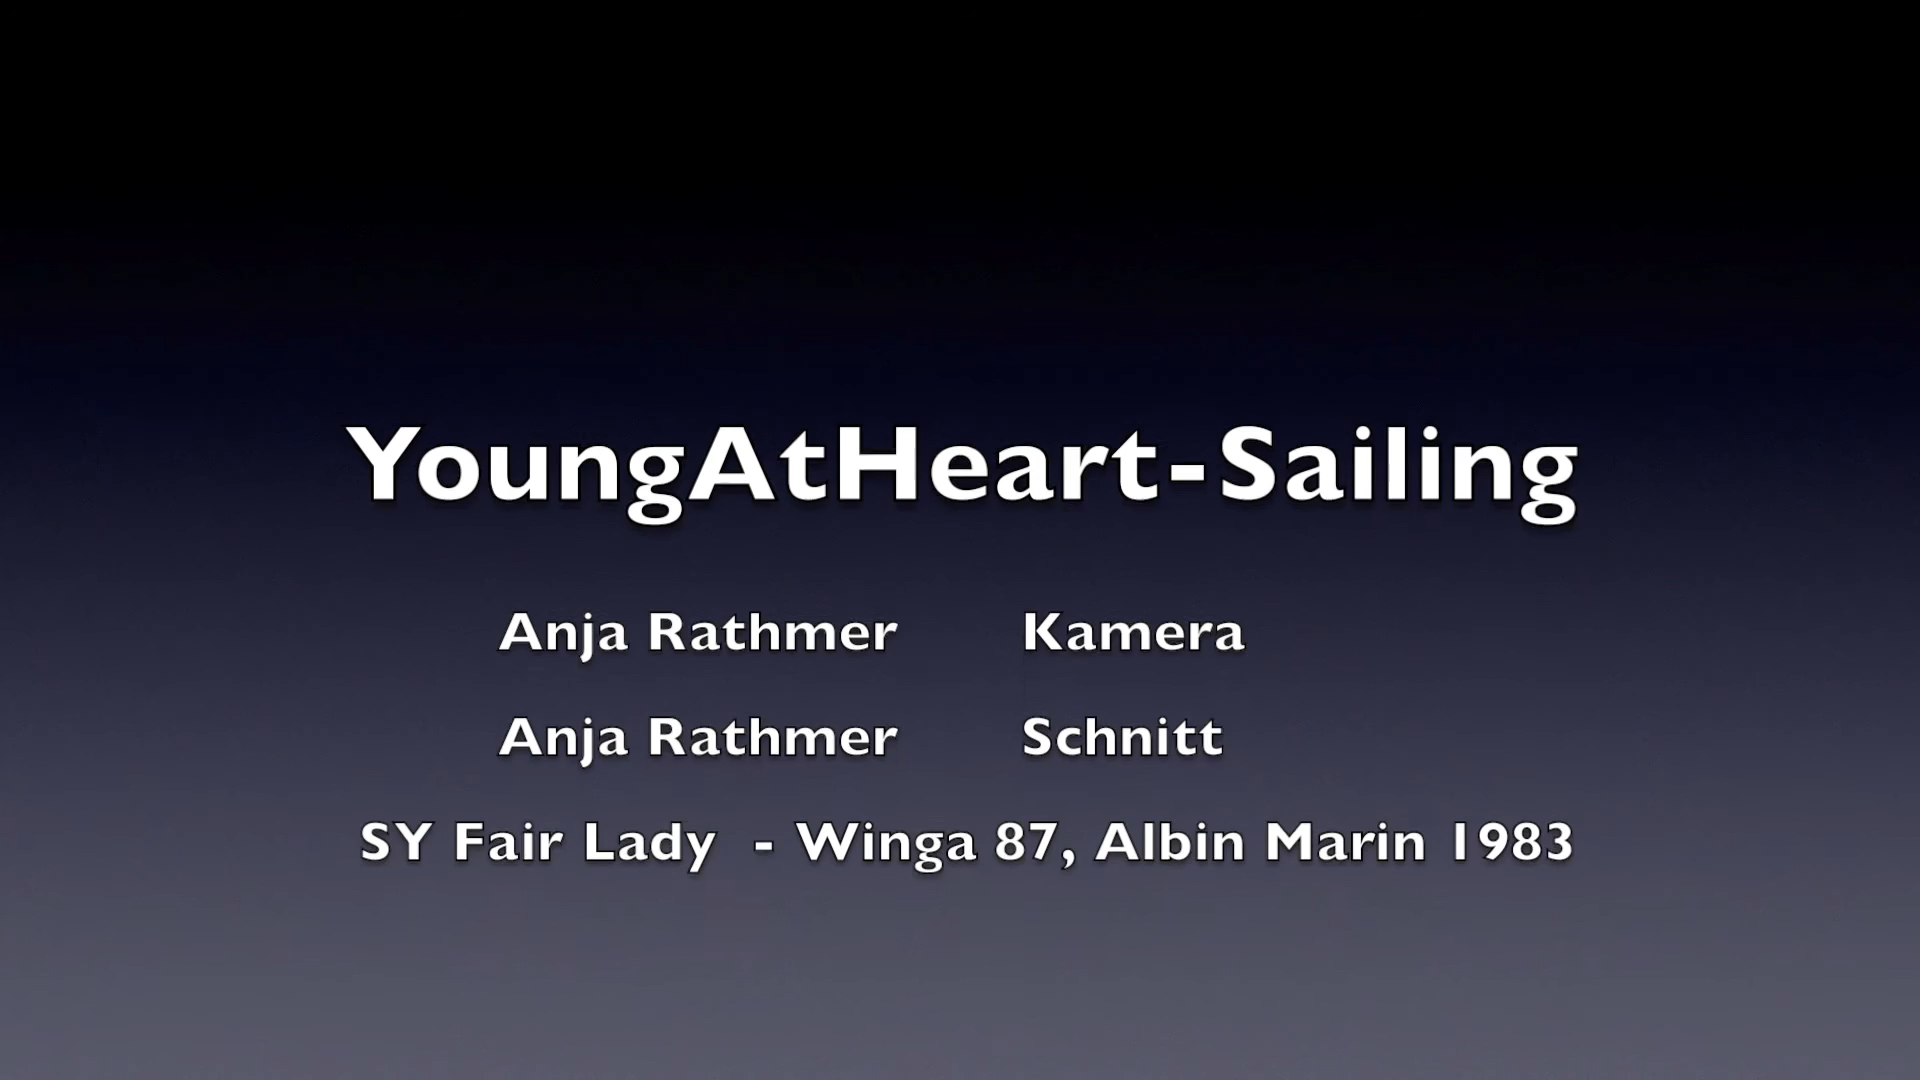 YoungAtHeart-Sailing
Anja Rathmer Kamera
Anja Rathmer Schnitt
SY Fair Lady - Winga 87, Albin Marin 1983